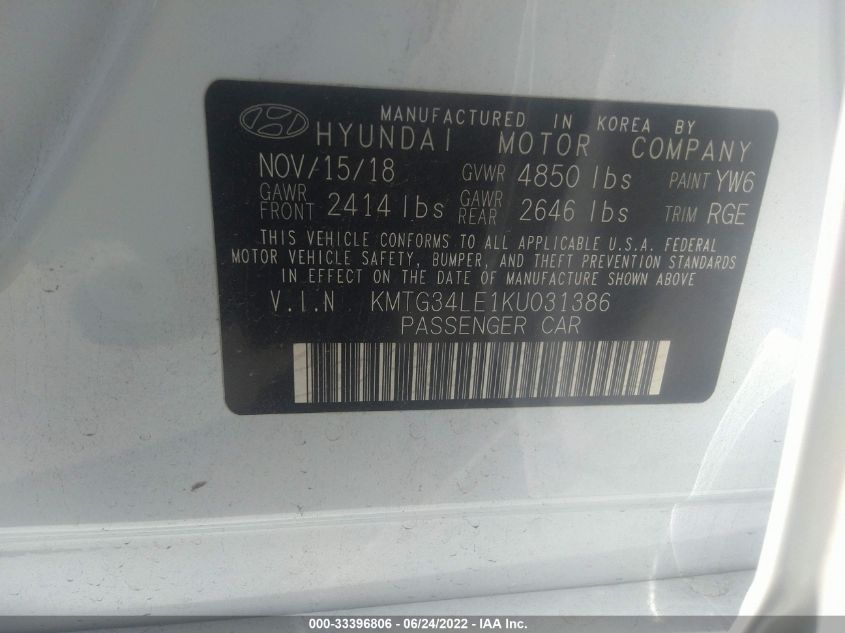 MANUFACTURED IN KOREA BY
HYUNDAI MOTOR COMPANY
NOV/15/18 GVWR 4850 lbs PAINT YW6
GAWR FRONT 2414 lbs GAWR REAR 2646 lbs TRIM RGE
THIS VEHICLE CONFORMS TO ALL APPLICABLE U.S.A. FEDERAL
MOTOR VEHICLE SAFETY, BUMPER, AND THEFT PREVENTION STANDARDS
IN EFFECT ON THE DATE OF MANUFACTURE SHOWN ABOVE
V.I.N KMTG34LE1KU031386
PASSENGER CAR
000-33396806 - 06/24/2022 - IAA Inc.